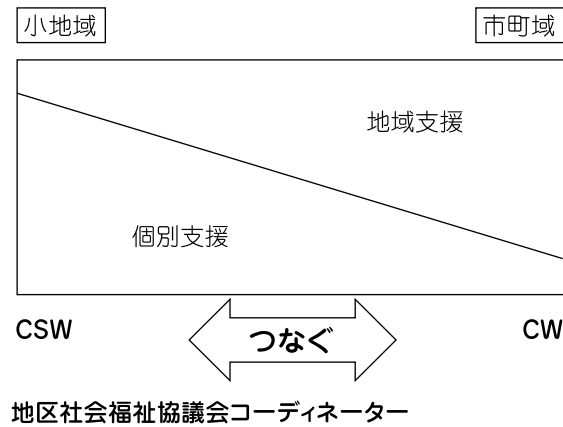 小地域
市町域
地域支援
個別支援
CSW
つなぐ
CW
地区社会福祉協議会コーディネーター